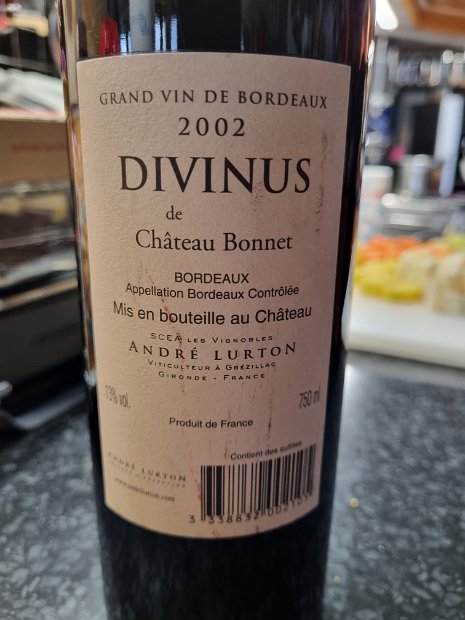 GRAND VIN DE BORDEAUX
2002
DIVINUS
de
Château Bonnet
BORDEAUX
Appellation Bordeaux Contrôlée
Mis en bouteille au Château
SCEA LES VIGNOBLES
ANDRÉ LURTON
VITICULTEUR À GRÉZILLAC
GIRONDE - FRANCE
13% vol.
750 ml
Produit de France
Contient des sulfites
ANDRÉ LURTON